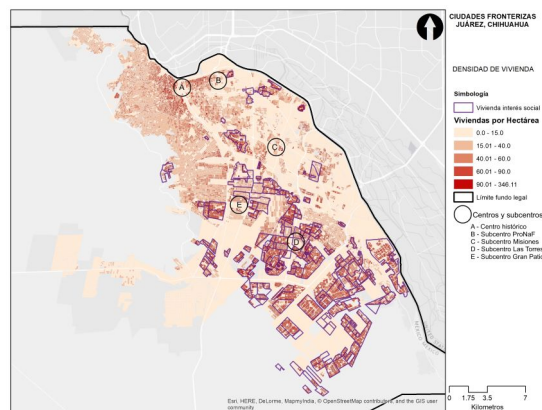 CIUDADES FRONTERIZAS
JUÁREZ, CHIHUAHUA
DENSIDAD DE VIVIENDA
Simbología
Vivienda interés social
Viviendas por Hectárea
0.0 - 15.0
15.01 - 40.0
40.01 - 60.0
60.01 - 90.0
90.01 - 346.11
Límite fundo legal
Centros y subcentros
A - Centro histórico
B - Subcentro ProNaF
C - Subcentro Misiones
D - Subcentro Las Torres
E - Subcentro Gran Patio
A
B
C
E
D
Esri, HERE, DeLorme, MapmyIndia, © OpenStreetMap contributors, and the GIS user
community
0 1.75 3.5 7
Kilometros